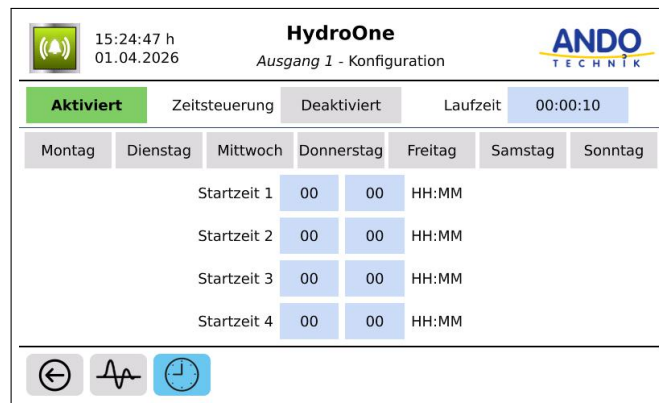 15:24:47 h
01.04.2026
HydroOne
Ausgang 1 - Konfiguration
ANDO
TECHNIK
Aktiviert Zeitsteuerung Deaktiviert Laufzeit 00:00:10
Montag Dienstag Mittwoch Donnerstag Freitag Samstag Sonntag
Startzeit 1 00 00 HH:MM
Startzeit 2 00 00 HH:MM
Startzeit 3 00 00 HH:MM
Startzeit 4 00 00 HH:MM